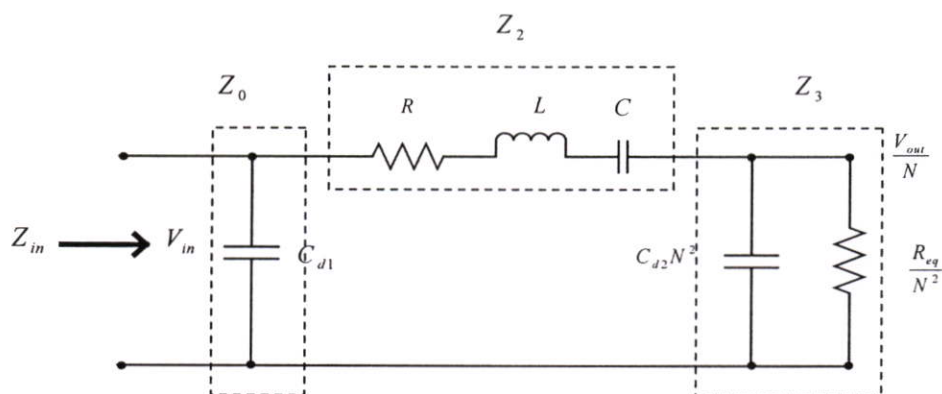 Z_2
Z_0
Z_3
R
L
C
V_out/N
Z_in
V_in
C_d1
C_d2 N^2
R_eq/N^2